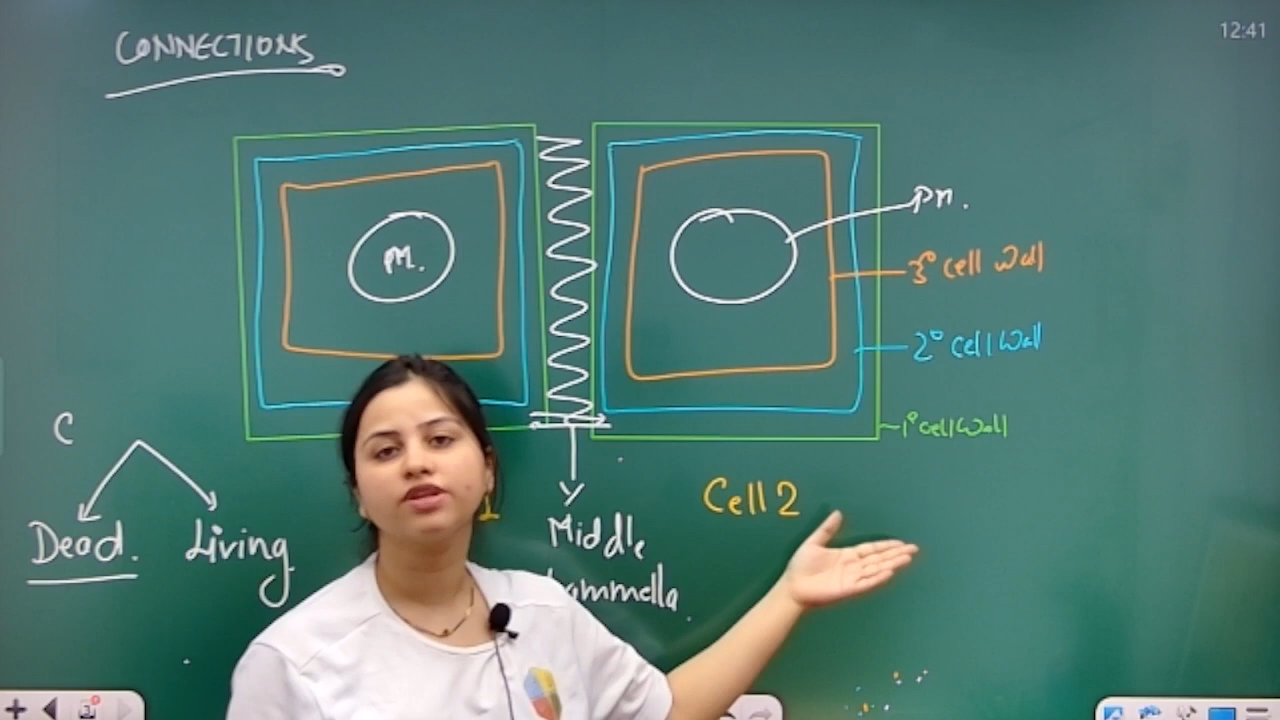 12:41
CONNECTIONS
PM.
PM.
3° Cell Wall
2° Cell Wall
1° Cell Wall
C
Dead.
Living
Middle
Cell 2